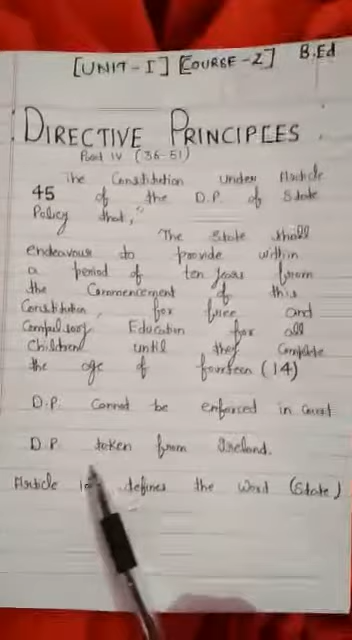 [UNIT-I] [COURSE-2] B.Ed
DIRECTIVE PRINCIPLES
Part IV (36-51)
The Constitution under Article
45 of the D.P. of State
Policy that,"
The State shall
endeavour to provide within
a period of ten years from
the Commencement of this
Constitution, for free and
Compulsory Education for all
Children until they Complete
the age of fourteen (14)
D.P. Cannot be enforced in court
D.P. taken from Ireland.
Article defines the word (State)